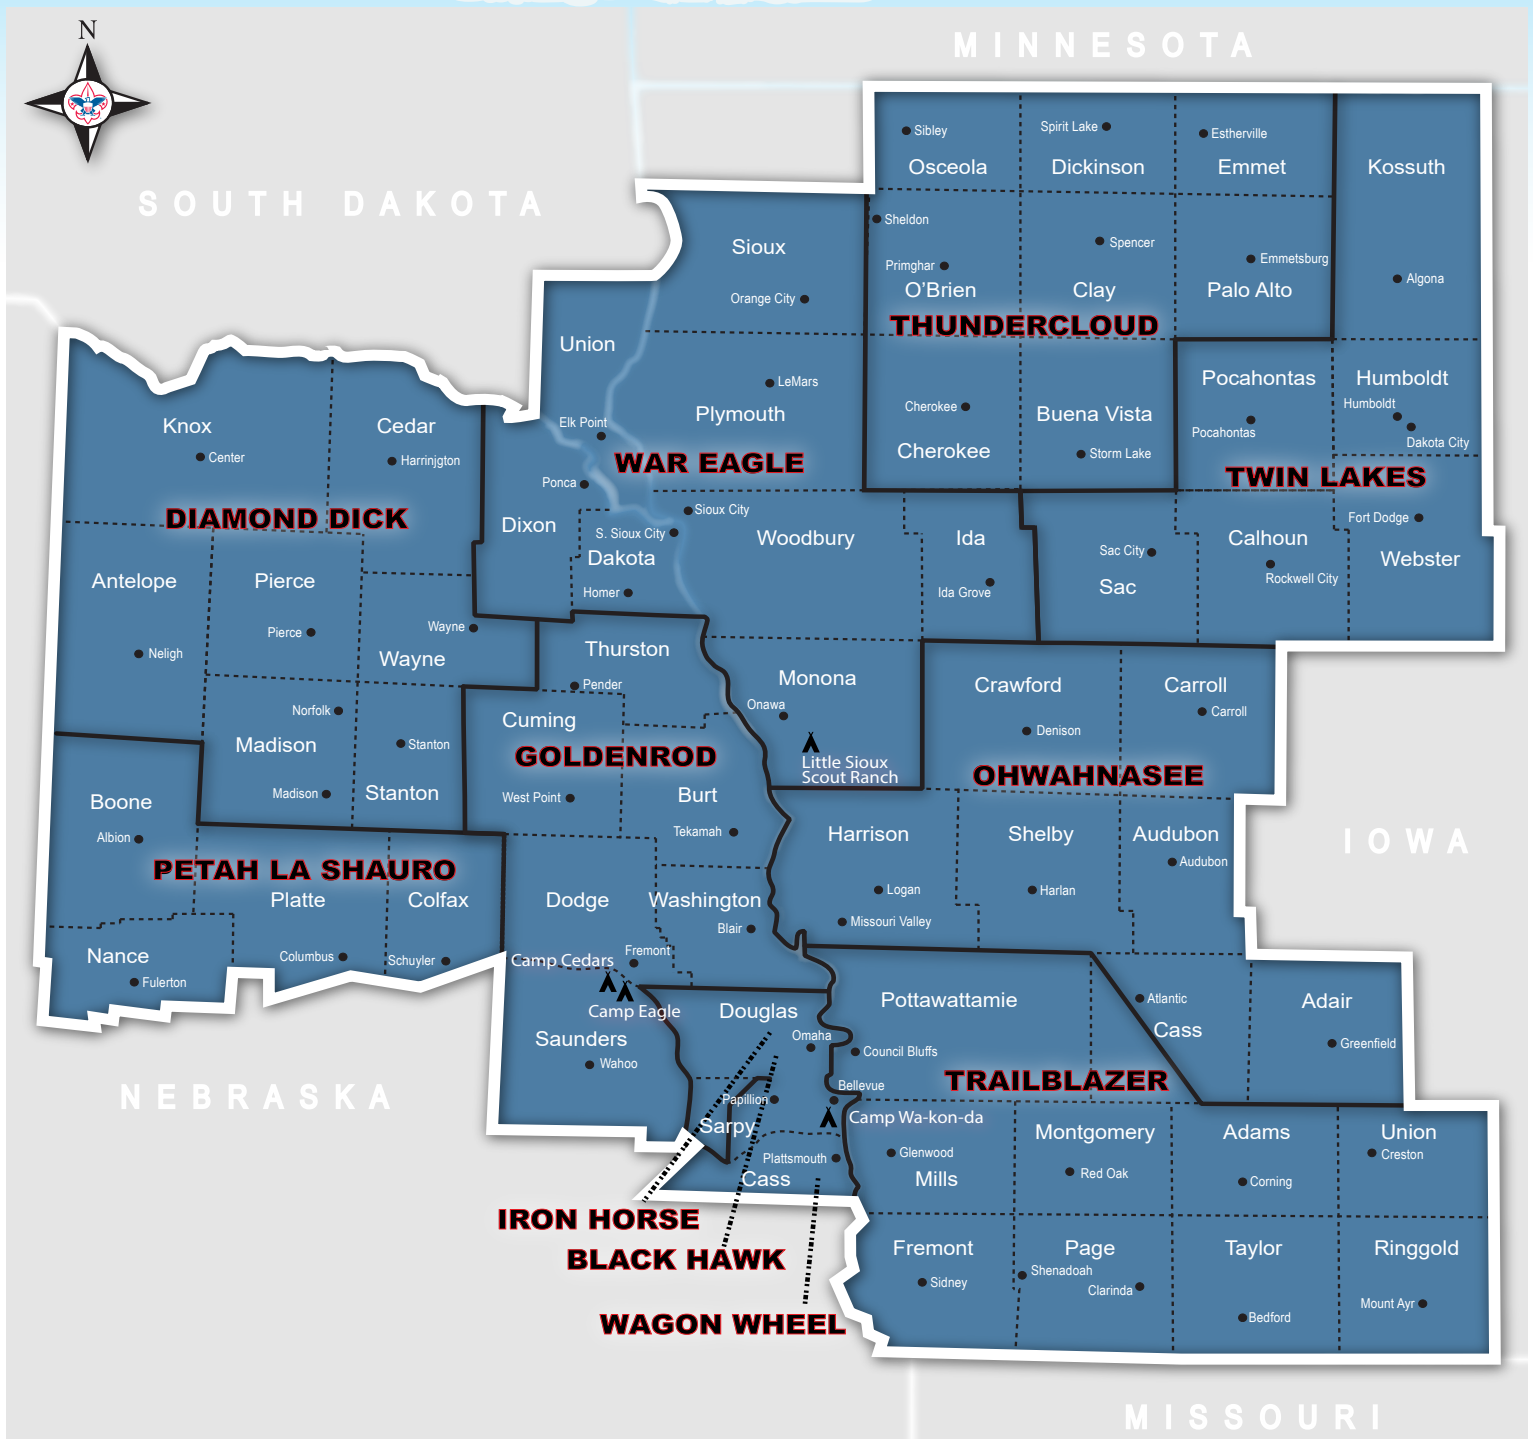 MINNESOTA
N
SOUTH DAKOTA
Sibley
Spirit Lake
Estherville
Osceola
Dickinson
Emmet
Kossuth
Sheldon
Sioux
Spencer
Primghar
Emmetsburg
Orange City
O'Brien
Clay
Palo Alto
Algona
THUNDERCLOUD
Union
LeMars
Pocahontas
Humboldt
Plymouth
Cherokee
Buena Vista
Humboldt
Knox
Cedar
Elk Point
Pocahontas
Dakota City
Center
Harrinjgton
Cherokee
Storm Lake
WAR EAGLE
TWIN LAKES
Ponca
DIAMOND DICK
Sioux City
Fort Dodge
Dixon
S. Sioux City
Woodbury
Ida
Calhoun
Dakota
Sac City
Webster
Antelope
Pierce
Homer
Ida Grove
Sac
Rockwell City
Pierce
Wayne
Neligh
Wayne
Thurston
Pender
Monona
Crawford
Carroll
Norfolk
Cuming
Onawa
Carroll
Madison
Stanton
Denison
GOLDENROD
Little Sioux
Scout Ranch
OHWAHNASEE
Boone
Madison
Stanton
West Point
Burt
Albion
Tekamah
Harrison
Shelby
Audubon
IOWA
PETAH LA SHAURO
Audubon
Platte
Colfax
Dodge
Washington
Logan
Harlan
Blair
Missouri Valley
Nance
Columbus
Schuyler
Camp Cedars
Fremont
Fulerton
Camp Eagle
Douglas
Pottawattamie
Atlantic
Adair
Saunders
Omaha
Cass
Wahoo
Council Bluffs
Greenfield
NEBRASKA
Bellevue
TRAILBLAZER
Papillion
Sarpy
Camp Wa-kon-da
Montgomery
Adams
Union
Plattsmouth
Glenwood
Creston
Cass
Mills
Red Oak
Corning
IRON HORSE
BLACK HAWK
Fremont
Page
Taylor
Ringgold
Sidney
Shenadoah
Clarinda
Mount Ayr
WAGON WHEEL
Bedford
MISSOURI